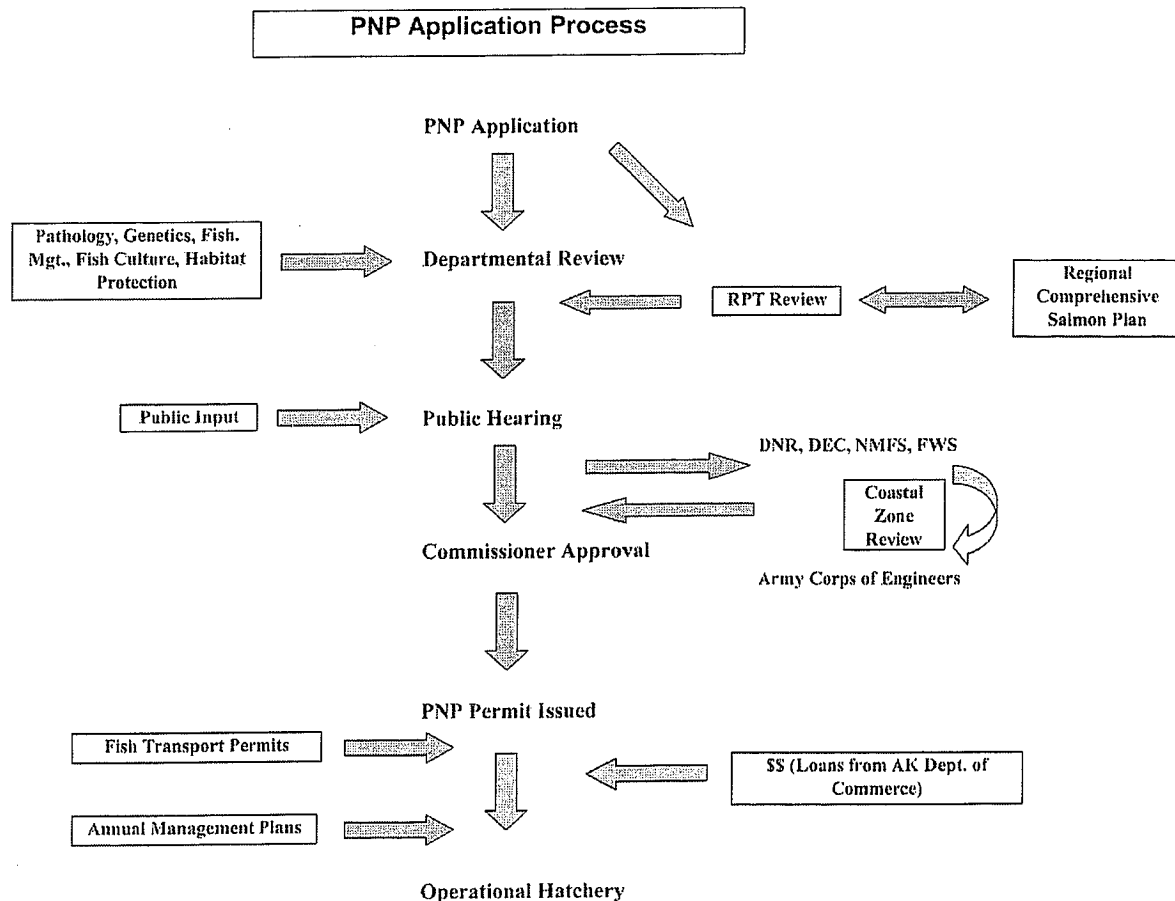 PNP Application Process
PNP Application
Pathology, Genetics, Fish.
Mgt., Fish Culture, Habitat
Protection
Departmental Review
RPT Review
Regional
Comprehensive
Salmon Plan
Public Input
Public Hearing
DNR, DEC, NMFS, FWS
Coastal
Zone
Review
Commissioner Approval
Army Corps of Engineers
PNP Permit Issued
Fish Transport Permits
$$ (Loans from AK Dept. of
Commerce)
Annual Management Plans
Operational Hatchery